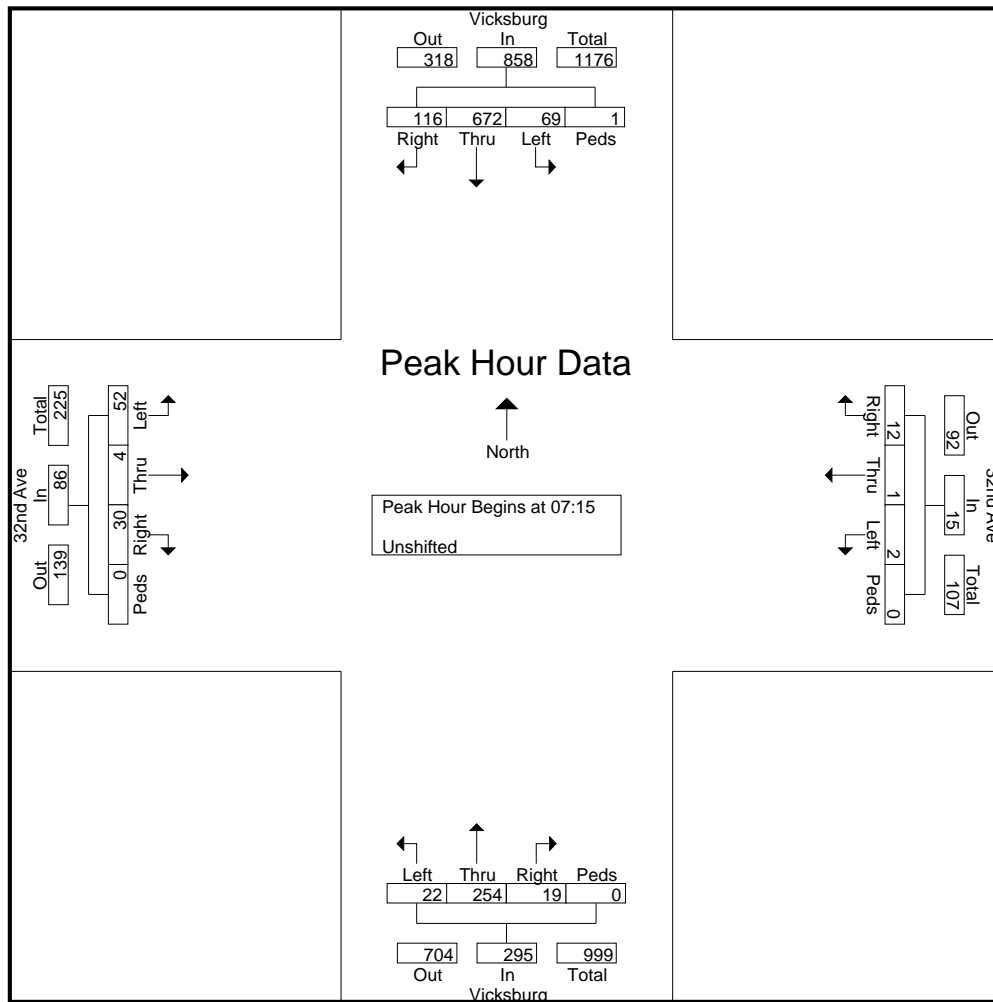 Vicksburg
Out In Total
318 858 1176
116 672 69 1
Right Thru Left Peds
Peak Hour Data
North
Peak Hour Begins at 07:15
Unshifted
32nd Ave
Total In Out
225 86 139
52 4 30 0
Left Thru Right Peds
Right Thru Left Peds
12 1 2 0
Out In Total
92 15 107
32nd Ave
Left Thru Right Peds
22 254 19 0
704 295 999
Out In Total
Vicksburg